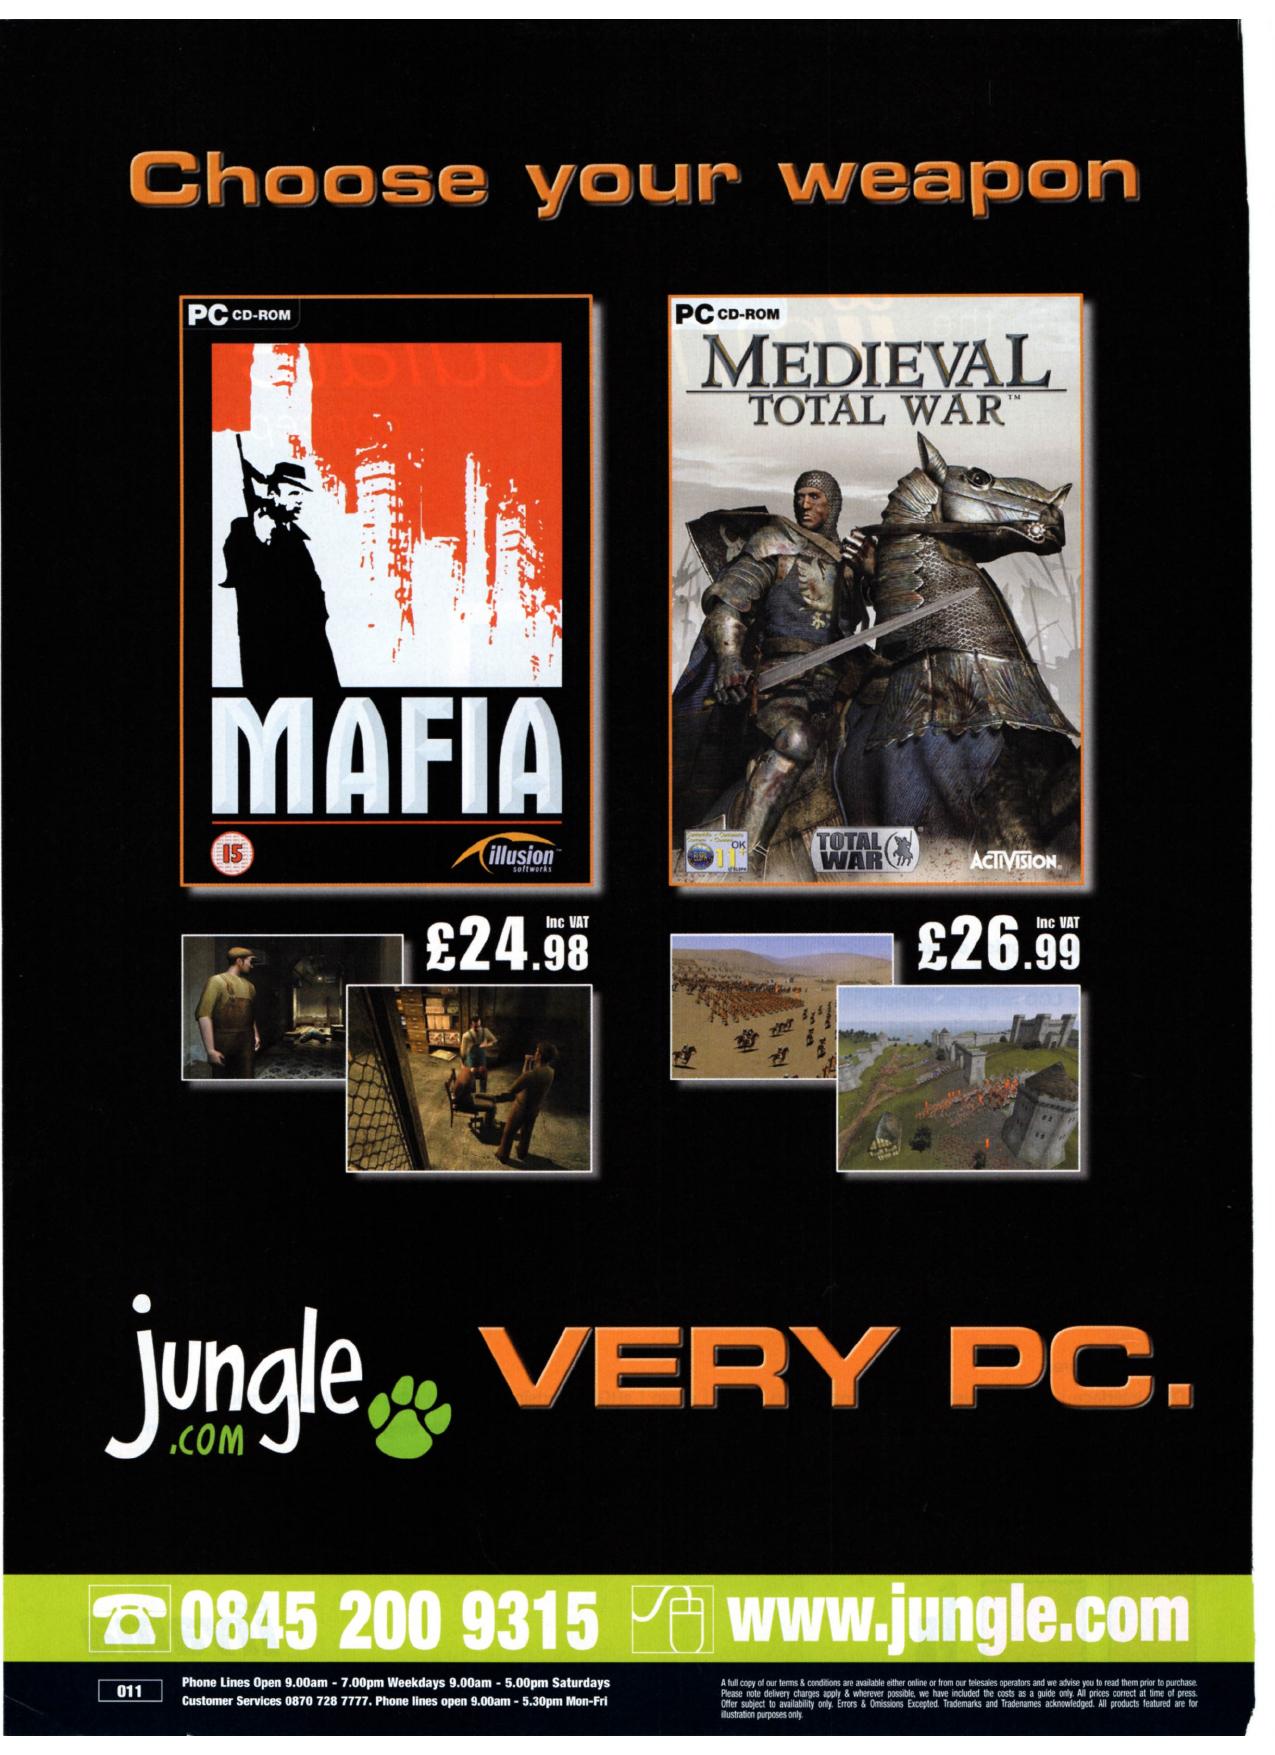 Choose your weapon
PC CD-ROM
MAFIA
15
illusion™
softworks
£24.98 Inc VAT
PC CD-ROM
MEDIEVAL
TOTAL WAR™
OK
11+
TOTAL
WAR
ACTIVISION
£26.99 Inc VAT
jungle
.COM
VERY PC.
0845 200 9315
www.jungle.com
011
Phone Lines Open 9.00am - 7.00pm Weekdays 9.00am - 5.00pm Saturdays
Customer Services 0870 728 7777. Phone lines open 9.00am - 5.30pm Mon-Fri
A full copy of our terms & conditions are available either online or from our telesales operators and we advise you to read them prior to purchase.
Please note delivery charges apply & wherever possible, we have included the costs as a guide only. All prices correct at time of press.
Offer subject to availability only. Errors & Omissions Excepted. Trademarks and Tradenames acknowledged. All products featured are for
illustration purposes only.